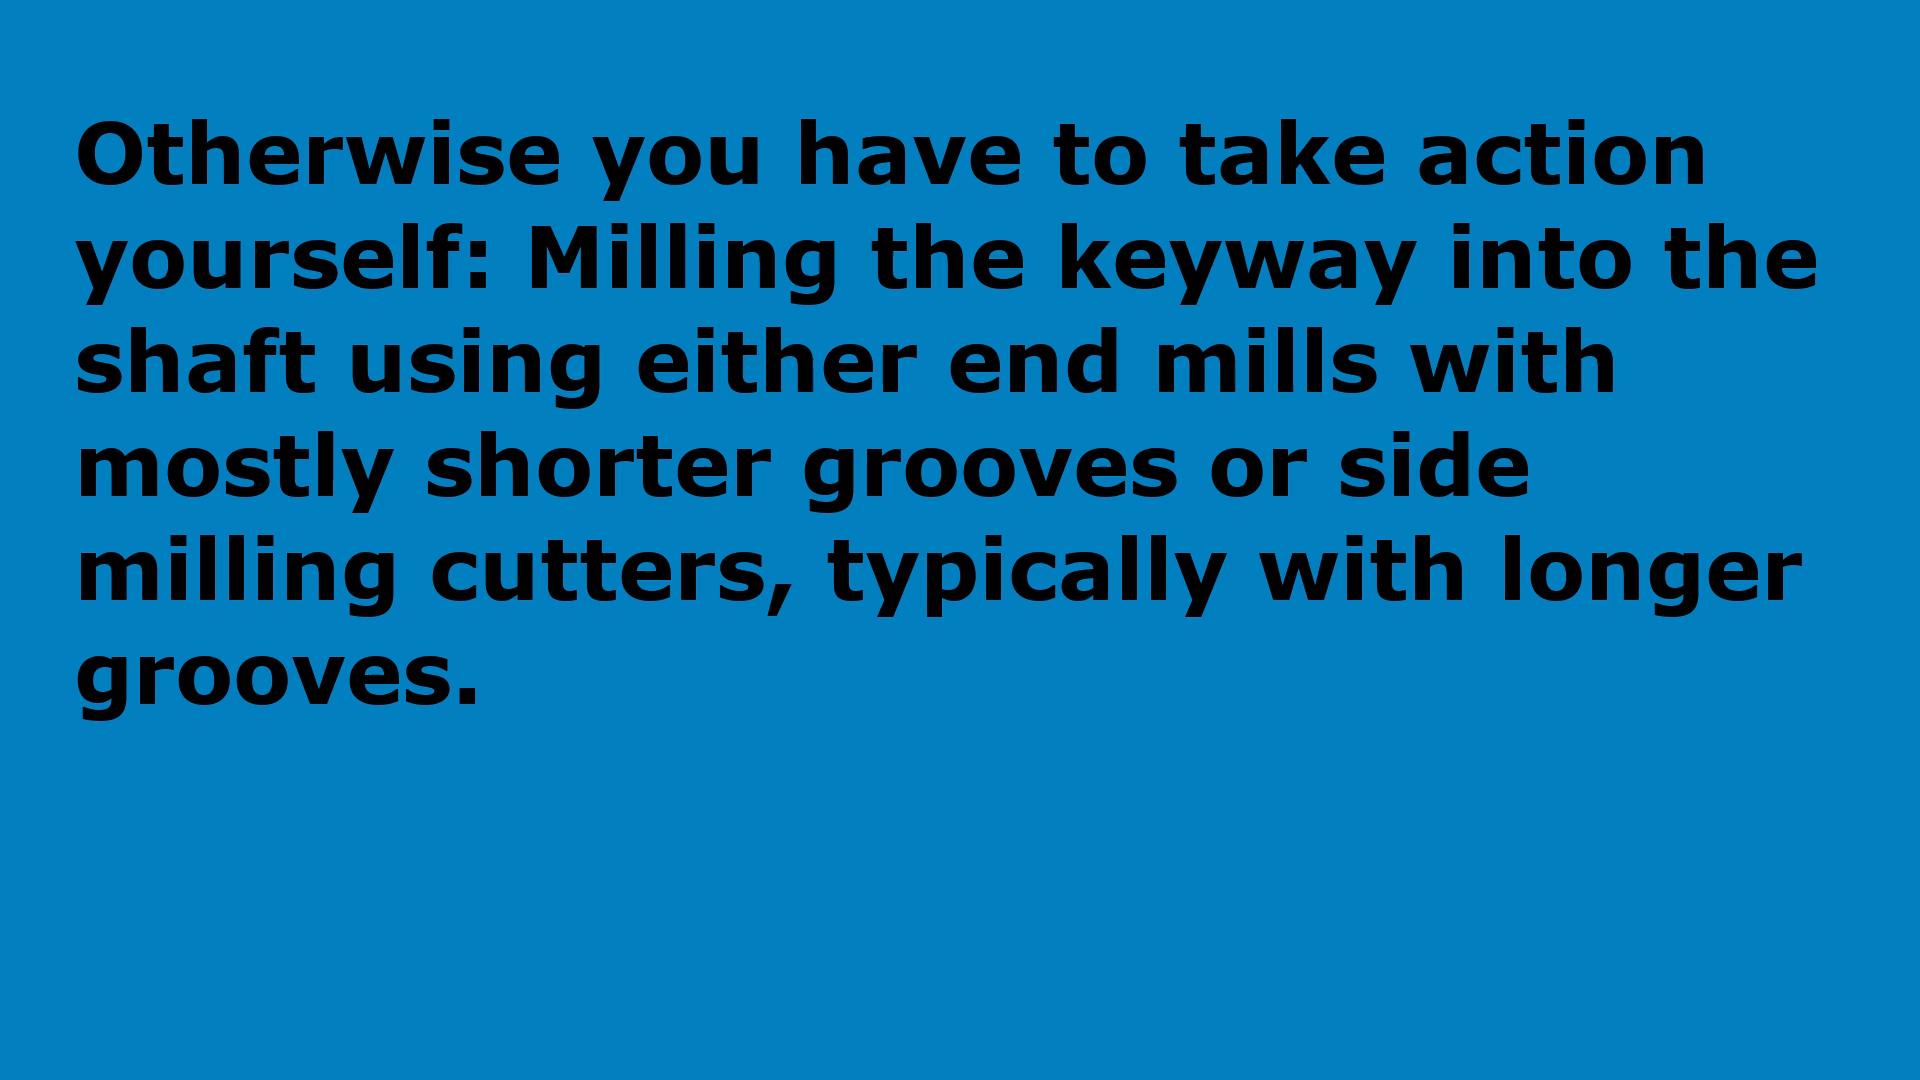 Otherwise you have to take action
yourself: Milling the keyway into the
shaft using either end mills with
mostly shorter grooves or side
milling cutters, typically with longer
grooves.